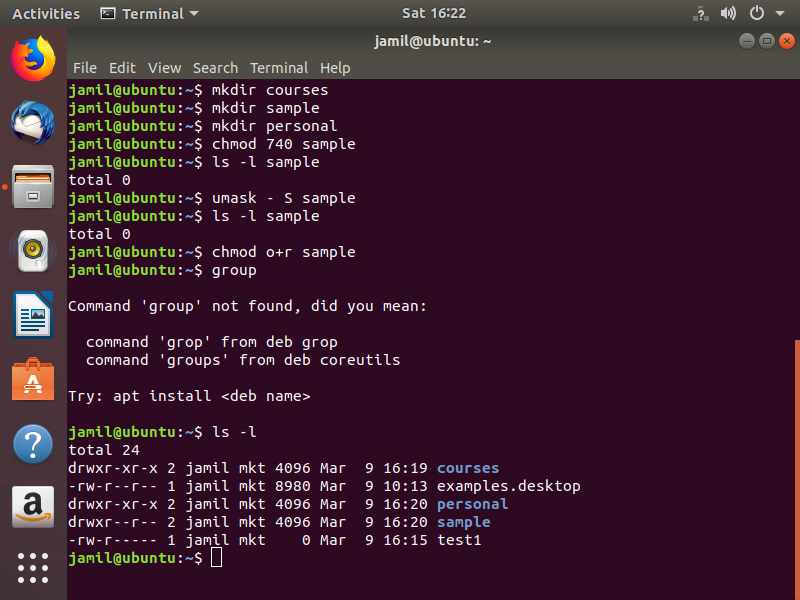 Activities Terminal Sat 16:22
jamil@ubuntu: ~
File Edit View Search Terminal Help
jamil@ubuntu:~$ mkdir courses
jamil@ubuntu:~$ mkdir sample
jamil@ubuntu:~$ mkdir personal
jamil@ubuntu:~$ chmod 740 sample
jamil@ubuntu:~$ ls -l sample
total 0
jamil@ubuntu:~$ umask - S sample
jamil@ubuntu:~$ ls -l sample
total 0
jamil@ubuntu:~$ chmod o+r sample
jamil@ubuntu:~$ group
Command 'group' not found, did you mean:
command 'grop' from deb grop
command 'groups' from deb coreutils
Try: apt install <deb name>
jamil@ubuntu:~$ ls -l
total 24
drwxr-xr-x 2 jamil mkt 4096 Mar  9 16:19 courses
-rw-r--r-- 1 jamil mkt 8980 Mar  9 10:13 examples.desktop
drwxr-xr-x 2 jamil mkt 4096 Mar  9 16:20 personal
drwxr--r-- 2 jamil mkt 4096 Mar  9 16:20 sample
-rw-r----- 1 jamil mkt    0 Mar  9 16:15 test1
jamil@ubuntu:~$